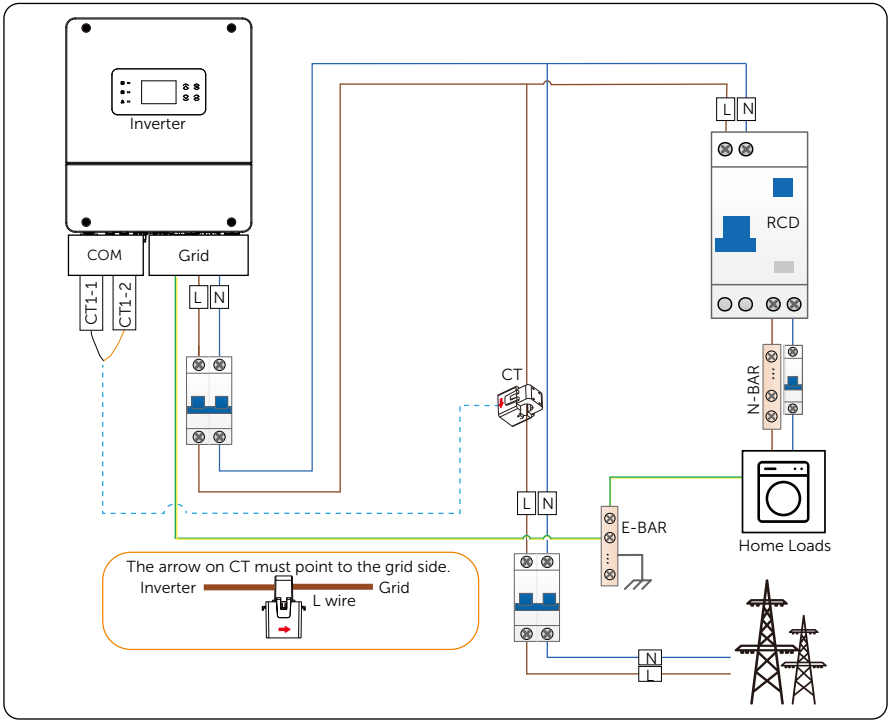 Inverter
COM
Grid
CT1-1
CT1-2
L
N
L
N
RCD
CT
N-BAR
L
N
E-BAR
Home Loads
The arrow on CT must point to the grid side.
Inverter
Grid
L wire
N
L